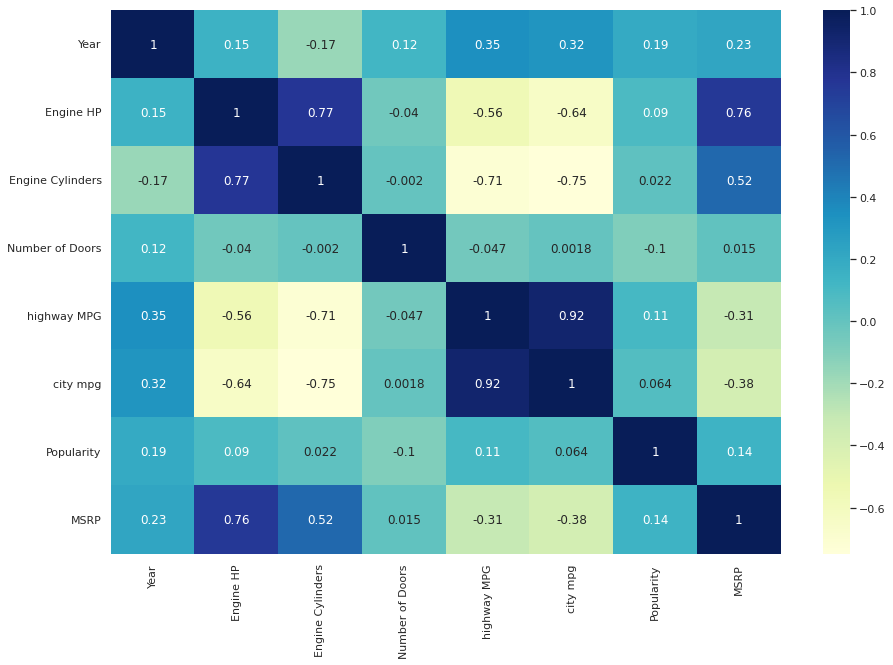 Year 1 0.15 -0.17 0.12 0.35 0.32 0.19 0.23
Engine HP 0.15 1 0.77 -0.04 -0.56 -0.64 0.09 0.76
Engine Cylinders -0.17 0.77 1 -0.002 -0.71 -0.75 0.022 0.52
Number of Doors 0.12 -0.04 -0.002 1 -0.047 0.0018 -0.1 0.015
highway MPG 0.35 -0.56 -0.71 -0.047 1 0.92 0.11 -0.31
city mpg 0.32 -0.64 -0.75 0.0018 0.92 1 0.064 -0.38
Popularity 0.19 0.09 0.022 -0.1 0.11 0.064 1 0.14
MSRP 0.23 0.76 0.52 0.015 -0.31 -0.38 0.14 1
Year
Engine HP
Engine Cylinders
Number of Doors
highway MPG
city mpg
Popularity
MSRP
1.0
0.8
0.6
0.4
0.2
0.0
−0.2
−0.4
−0.6